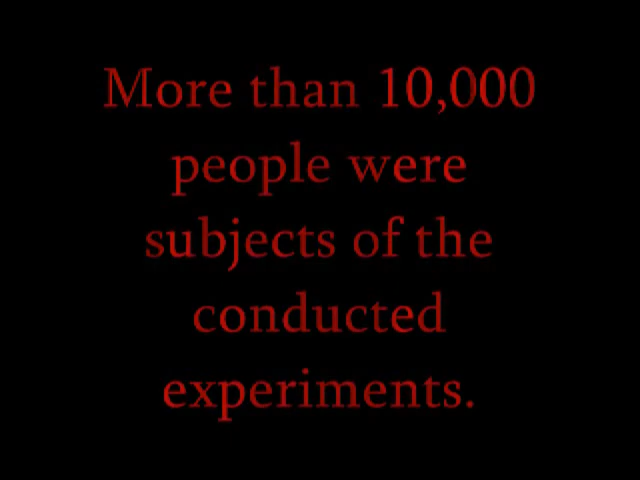 More than 10,000
people were
subjects of the
conducted
experiments.